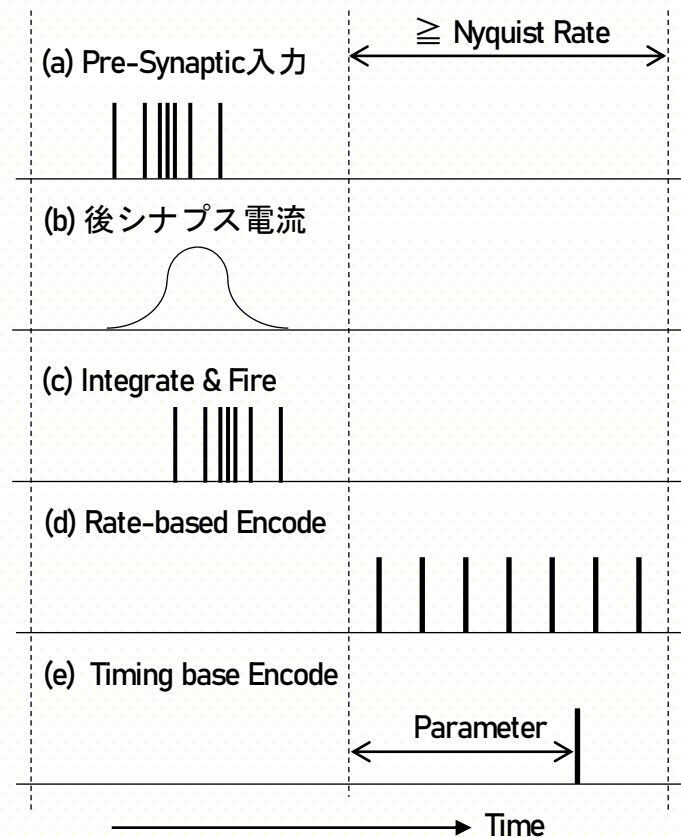 ≧ Nyquist Rate
(a) Pre-Synaptic入力
(b) 後シナプス電流
(c) Integrate & Fire
(d) Rate-based Encode
(e) Timing base Encode
Parameter
Time